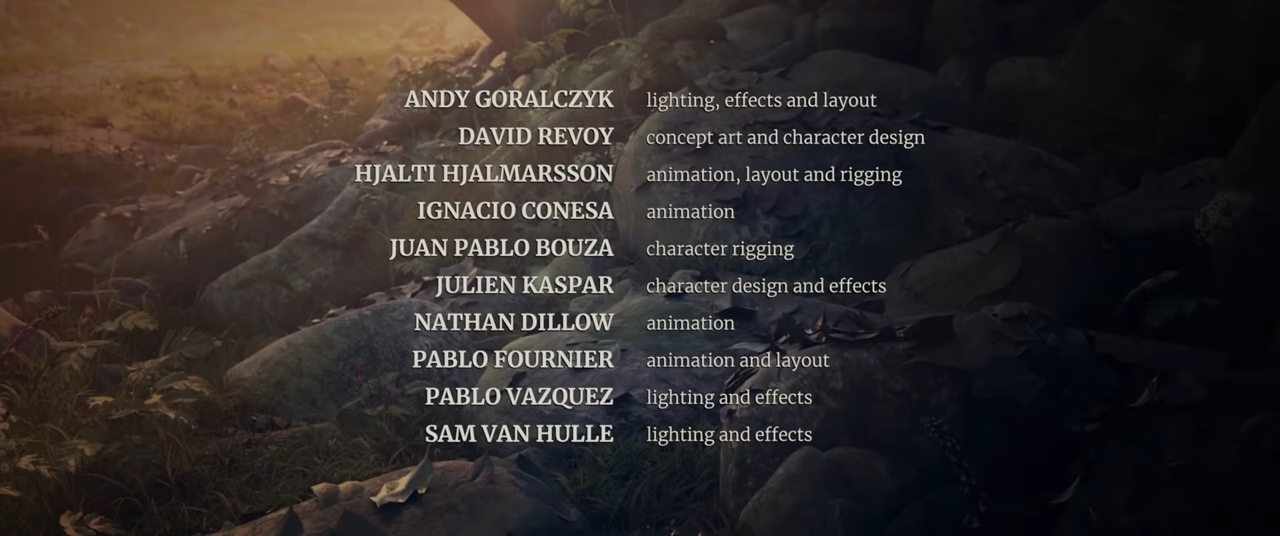 ANDY GORALCZYK lighting, effects and layout
DAVID REVOY concept art and character design
HJALTI HJALMARSSON animation, layout and rigging
IGNACIO CONESA animation
JUAN PABLO BOUZA character rigging
JULIEN KASPAR character design and effects
NATHAN DILLOW animation
PABLO FOURNIER animation and layout
PABLO VAZQUEZ lighting and effects
SAM VAN HULLE lighting and effects